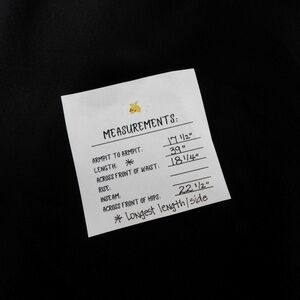 MEASUREMENTS:
ARMPIT TO ARMPIT: 17 1/2"
LENGTH: * 39"
ACROSS FRONT OF WAIST: 18 1/4"
RISE:
INSEAM:
ACROSS FRONT OF HIPS: 22 1/2"
* Longest length/side